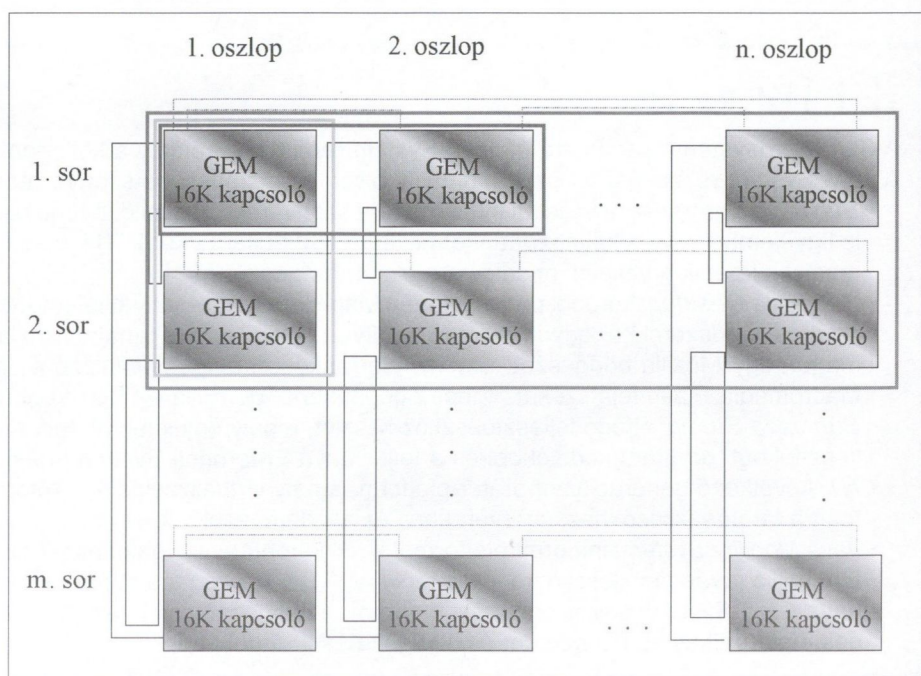 1. oszlop 2. oszlop n. oszlop
1. sor
GEM GEM GEM
16K kapcsoló 16K kapcsoló . . . 16K kapcsoló
2. sor
GEM GEM GEM
16K kapcsoló 16K kapcsoló 16K kapcsoló
m. sor
GEM GEM GEM
16K kapcsoló 16K kapcsoló . . . 16K kapcsoló